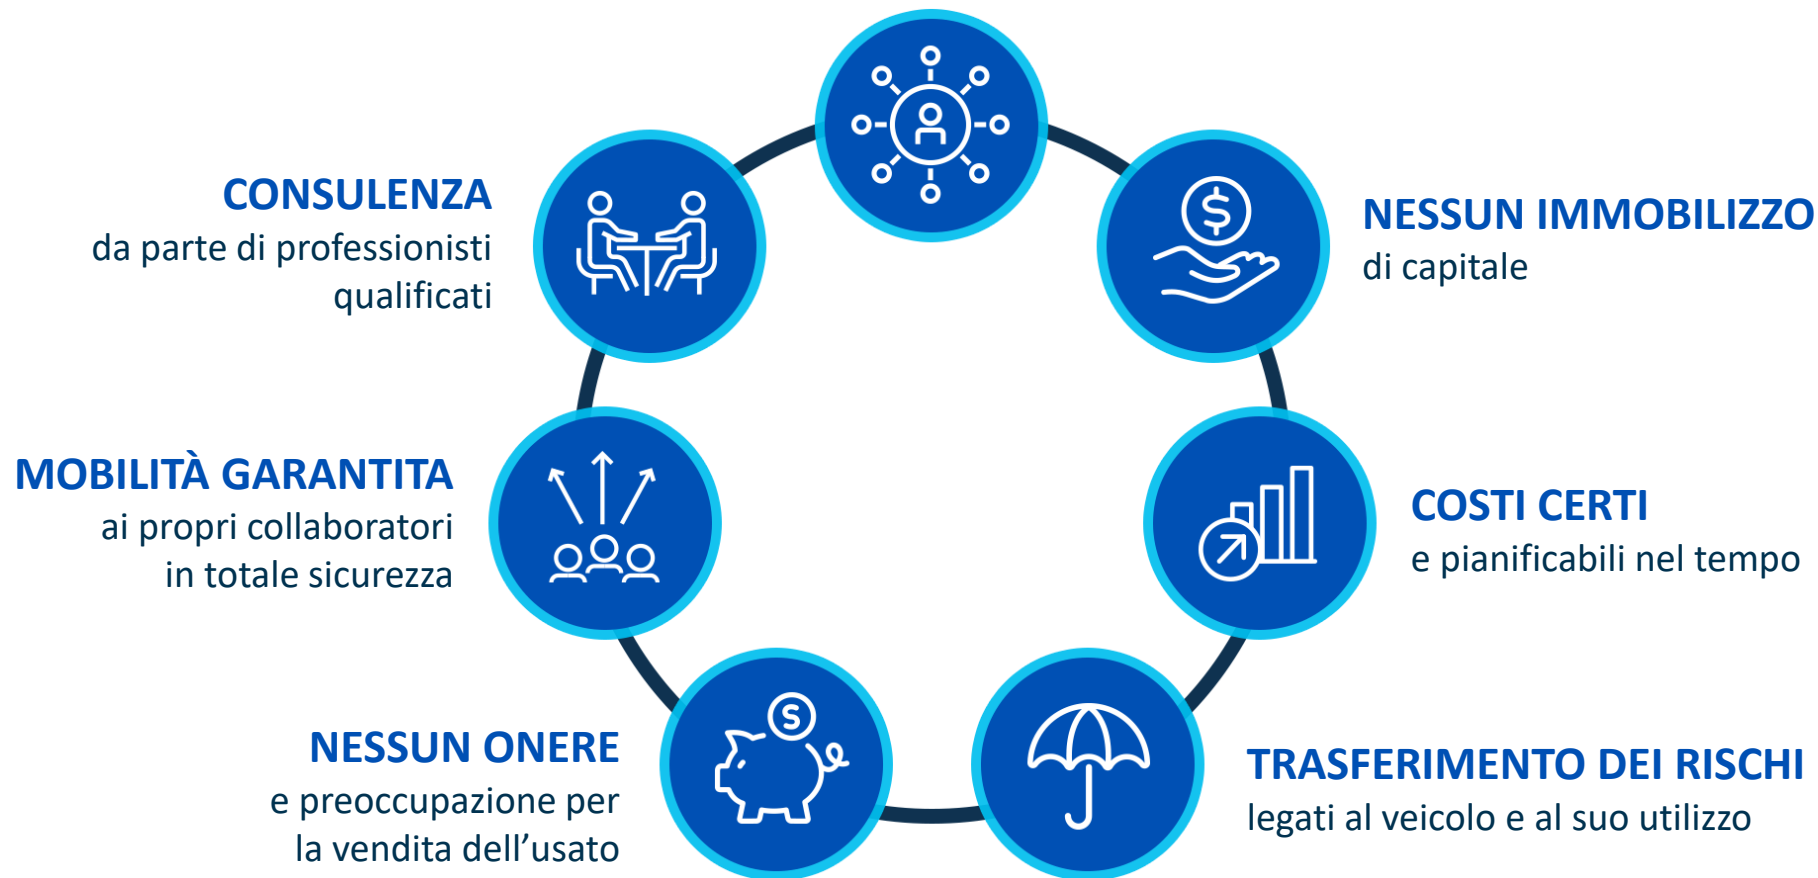 CONSULENZA
da parte di professionisti
qualificati
NESSUN IMMOBILIZZO
di capitale
MOBILITÀ GARANTITA
ai propri collaboratori
in totale sicurezza
COSTI CERTI
e pianificabili nel tempo
NESSUN ONERE
e preoccupazione per
la vendita dell’usato
TRASFERIMENTO DEI RISCHI
legati al veicolo e al suo utilizzo